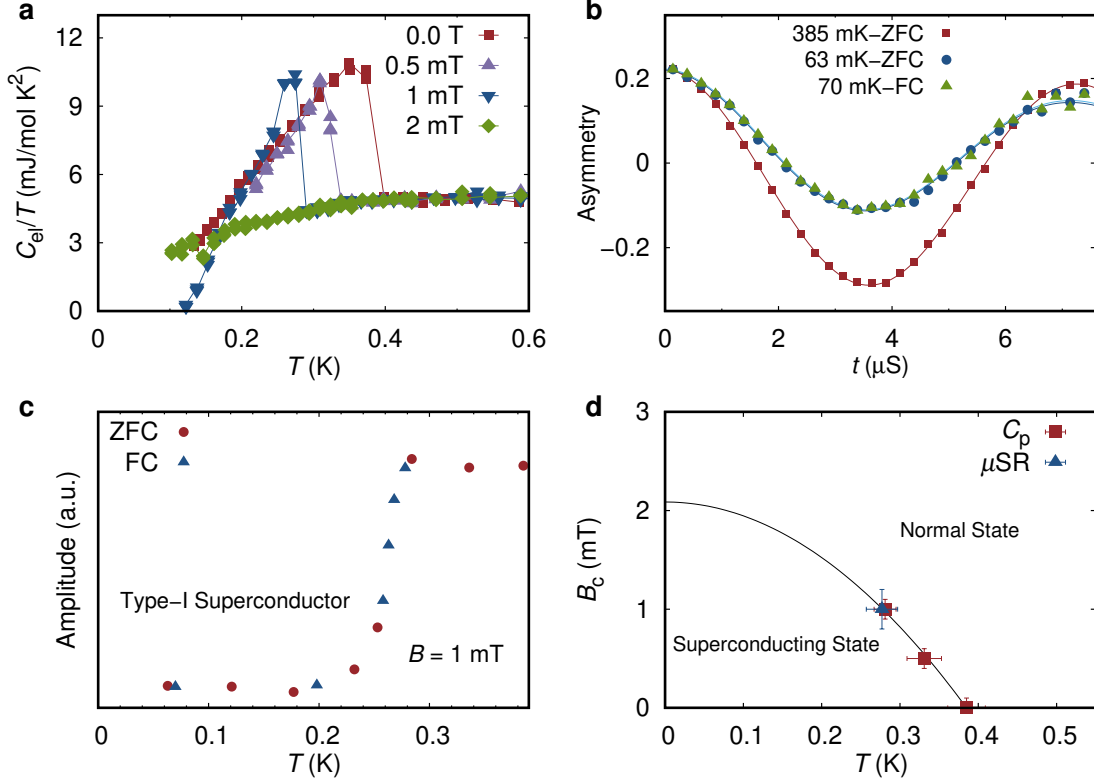 a
C_el/T (mJ/mol K²)
12
9
6
3
0
0.0 T
0.5 mT
1 mT
2 mT
0 0.2 0.4 0.6
T (K)
b
Asymmetry
0.2
0
−0.2
385 mK−ZFC
63 mK−ZFC
70 mK−FC
0 2 4 6
t (μS)
c
Amplitude (a.u.)
ZFC
FC
Type−I Superconductor
B = 1 mT
0 0.1 0.2 0.3
T (K)
d
B_c (mT)
3
2
1
0
C_p
μSR
Normal State
Superconducting State
0 0.1 0.2 0.3 0.4 0.5
T (K)